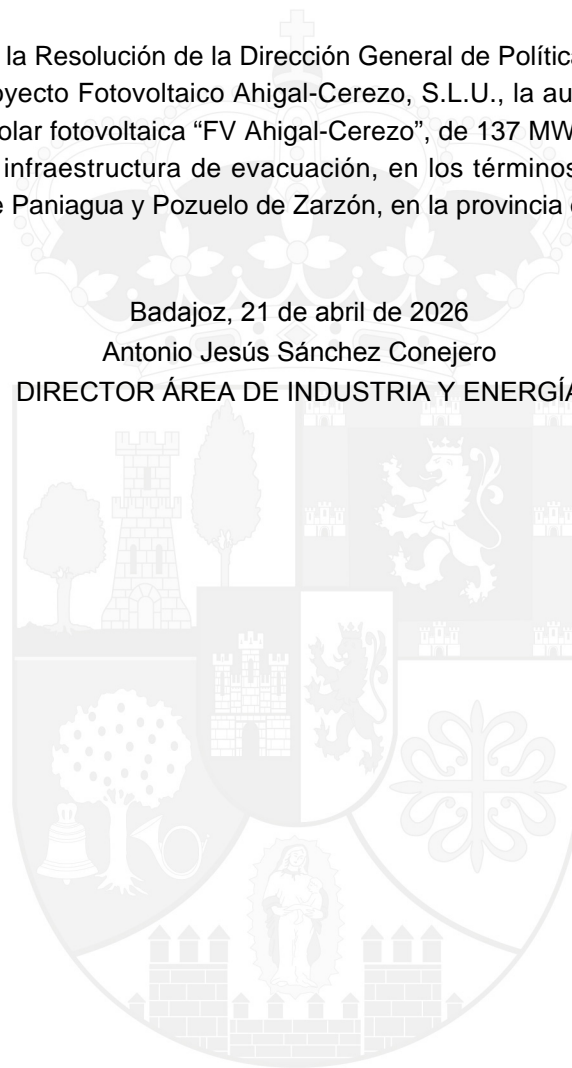 la Resolución de la Dirección General de Política
oyecto Fotovoltaico Ahigal-Cerezo, S.L.U., la au
olar fotovoltaica “FV Ahigal-Cerezo”, de 137 MW
infraestructura de evacuación, en los términos
e Paniagua y Pozuelo de Zarzón, en la provincia
Badajoz, 21 de abril de 2026
Antonio Jesús Sánchez Conejero
DIRECTOR ÁREA DE INDUSTRIA Y ENERGÍA